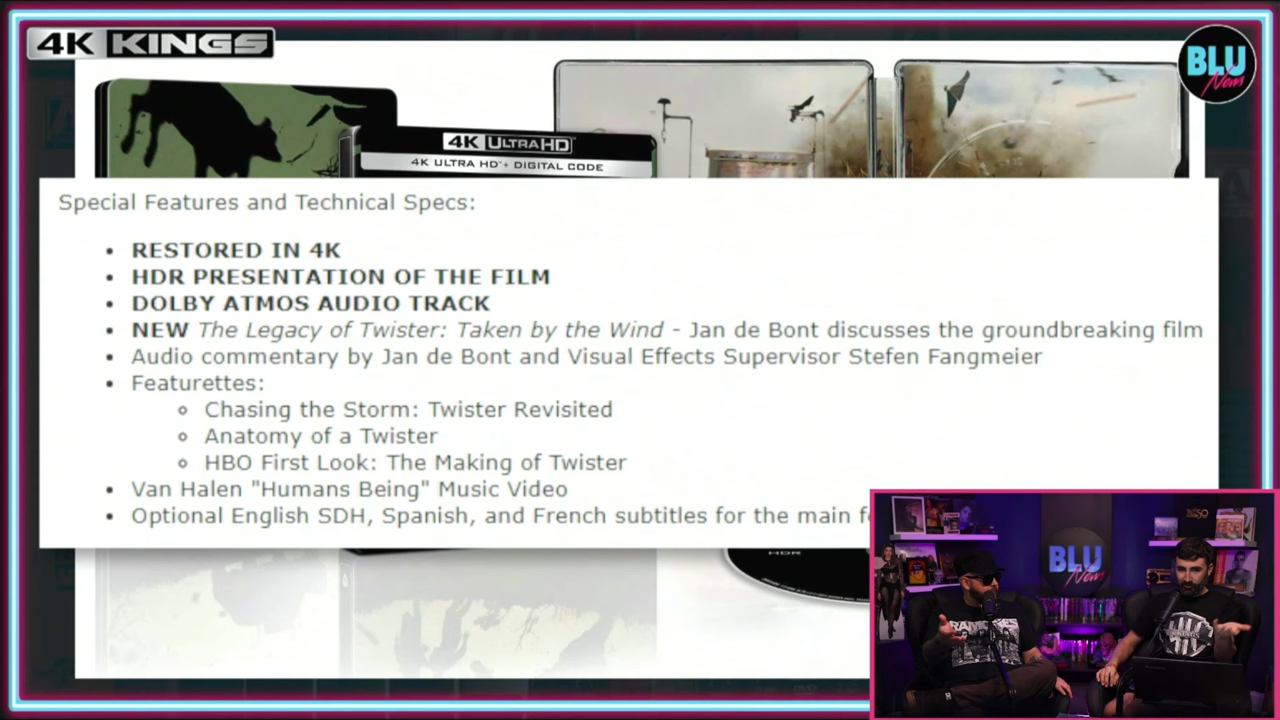 4K KINGS
BLU
News
4K ULTRA HD
4K ULTRA HD + DIGITAL CODE
Special Features and Technical Specs:
• RESTORED IN 4K
• HDR PRESENTATION OF THE FILM
• DOLBY ATMOS AUDIO TRACK
• NEW The Legacy of Twister: Taken by the Wind - Jan de Bont discusses the groundbreaking film
• Audio commentary by Jan de Bont and Visual Effects Supervisor Stefen Fangmeier
• Featurettes:
◦ Chasing the Storm: Twister Revisited
◦ Anatomy of a Twister
◦ HBO First Look: The Making of Twister
• Van Halen "Humans Being" Music Video
• Optional English SDH, Spanish, and French subtitles for the main
HDR
BLU
News
RAMONES